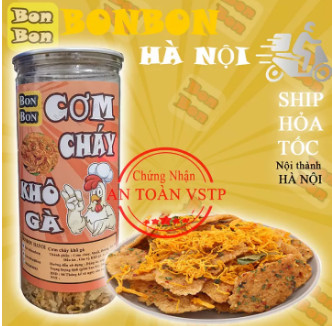 Bon
Bon
BONBON
HÀ NỘI
SHIP
HỎA
TỐC
Nội thành
HÀ NỘI
BON
BON
CƠM
CHÁY
KHÔ
GÀ
Chứng Nhận
AN TOÀN VSTP